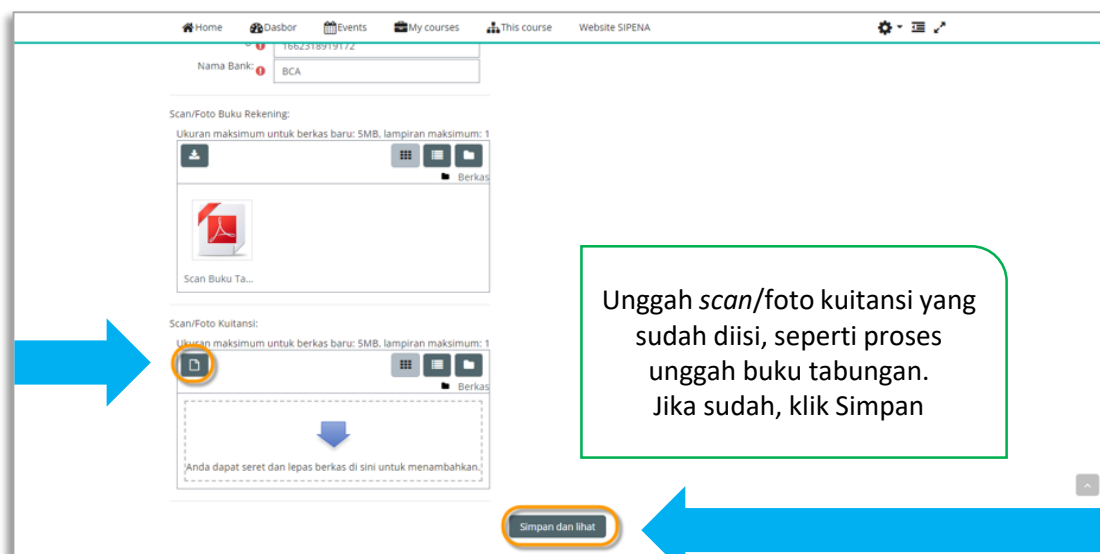 Home Dasbor Events My courses This course Website SIPENA
1662318919172
Nama Bank: BCA
Scan/Foto Buku Rekening:
Ukuran maksimum untuk berkas baru: 5MB. lampiran maksimum: 1
Berkas
Scan Buku Ta...
Scan/Foto Kuitansi:
Ukuran maksimum untuk berkas baru: 5MB. lampiran maksimum: 1
Berkas
Anda dapat seret dan lepas berkas di sini untuk menambahkan.
Simpan dan lihat
Unggah scan/foto kuitansi yang
sudah diisi, seperti proses
unggah buku tabungan.
Jika sudah, klik Simpan